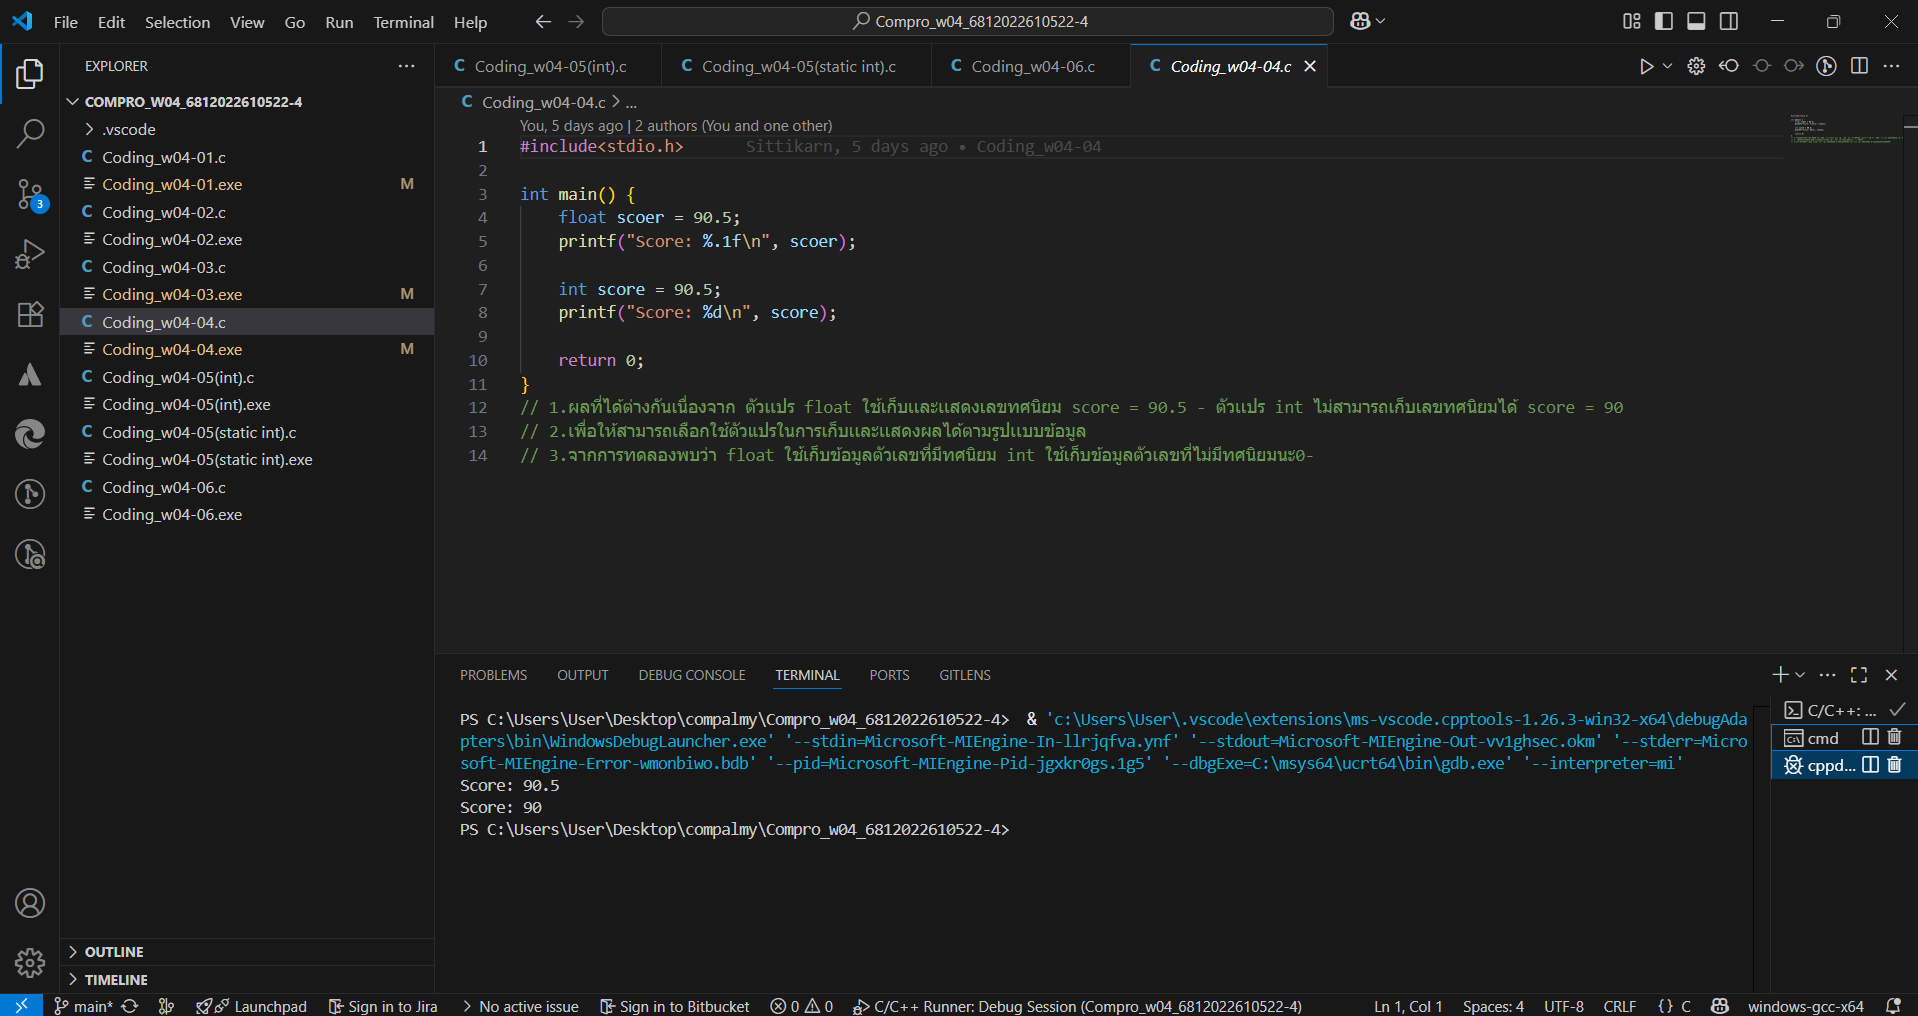 File Edit Selection View Go Run Terminal Help
Compro_w04_6812022610522-4
EXPLORER
COMPRO_W04_6812022610522-4
.vscode
Coding_w04-01.c
Coding_w04-01.exe M
Coding_w04-02.c
Coding_w04-02.exe
Coding_w04-03.c
Coding_w04-03.exe M
Coding_w04-04.c
Coding_w04-04.exe M
Coding_w04-05(int).c
Coding_w04-05(int).exe
Coding_w04-05(static int).c
Coding_w04-05(static int).exe
Coding_w04-06.c
Coding_w04-06.exe
OUTLINE
TIMELINE
3
C Coding_w04-05(int).c C Coding_w04-05(static int).c C Coding_w04-06.c C Coding_w04-04.c
C Coding_w04-04.c > ...
You, 5 days ago | 2 authors (You and one other)
1 #include<stdio.h> Sittikarn, 5 days ago • Coding_w04-04
2
3 int main() {
4 float scoer = 90.5;
5 printf("Score: %.1f\n", scoer);
6
7 int score = 90.5;
8 printf("Score: %d\n", score);
9
10 return 0;
11 }
12 // 1.ผลที่ได้ต่างกันเนื่องจาก ตัวแปร float ใช้เก็บและแสดงเลขทศนิยม score = 90.5 - ตัวแปร int ไม่สามารถเก็บเลขทศนิยมได้ score = 90
13 // 2.เพื่อให้สามารถเลือกใช้ตัวแปรในการเก็บและแสดงผลได้ตามรูปแบบข้อมูล
14 // 3.จากการทดลองพบว่า float ใช้เก็บข้อมูลตัวเลขที่มีทศนิยม int ใช้เก็บข้อมูลตัวเลขที่ไม่มีทศนิยมนะ0-
PROBLEMS OUTPUT DEBUG CONSOLE TERMINAL PORTS GITLENS
PS C:\Users\User\Desktop\compalmy\Compro_w04_6812022610522-4> & 'c:\Users\User\.vscode\extensions\ms-vscode.cpptools-1.26.3-win32-x64\debugAda
pters\bin\WindowsDebugLauncher.exe' '--stdin=Microsoft-MIEngine-In-llrjqfva.ynf' '--stdout=Microsoft-MIEngine-Out-vv1ghsec.okm' '--stderr=Micro
soft-MIEngine-Error-wmonbiwo.bdb' '--pid=Microsoft-MIEngine-Pid-jgxkr0gs.1g5' '--dbgExe=C:\msys64\ucrt64\bin\gdb.exe' '--interpreter=mi'
Score: 90.5
Score: 90
PS C:\Users\User\Desktop\compalmy\Compro_w04_6812022610522-4>
C/C++: ...
cmd
cppd...
main* Launchpad Sign in to Jira No active issue Sign in to Bitbucket 0 0 C/C++ Runner: Debug Session (Compro_w04_6812022610522-4) Ln 1, Col 1 Spaces: 4 UTF-8 CRLF {} C windows-gcc-x64